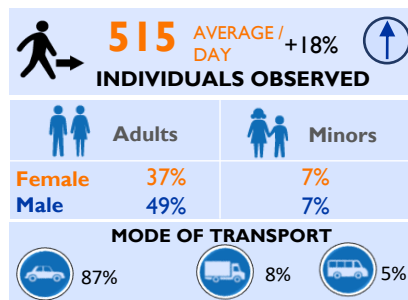 515 AVERAGE / DAY +18%
INDIVIDUALS OBSERVED
Adults Minors
Female 37% 7%
Male 49% 7%
MODE OF TRANSPORT
87% 8% 5%